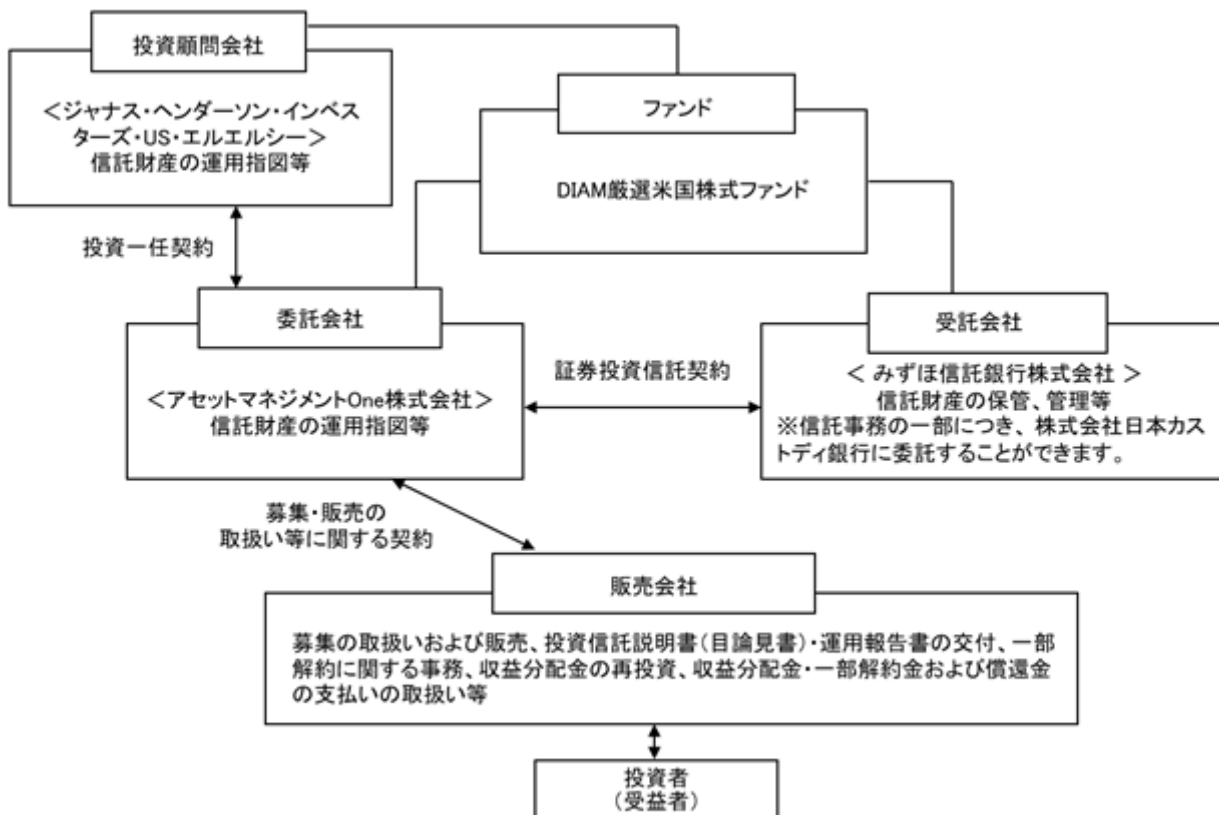 投資顧問会社
＜ジャナス・ヘンダーソン・インベス
ターズ・US・エルエルシー＞
信託財産の運用指図等
ファンド
DIAM厳選米国株式ファンド
投資一任契約
委託会社
＜アセットマネジメントOne株式会社＞
信託財産の運用指図等
証券投資信託契約
受託会社
＜ みずほ信託銀行株式会社 ＞
信託財産の保管、管理等
※信託事務の一部につき、株式会社日本カス
トディ銀行に委託することができます。
募集・販売の
取扱い等に関する契約
販売会社
募集の取扱いおよび販売、投資信託説明書(目論見書)・運用報告書の交付、一部
解約に関する事務、収益分配金の再投資、収益分配金・一部解約金および償還金
の支払いの取扱い等
投資者
（受益者）